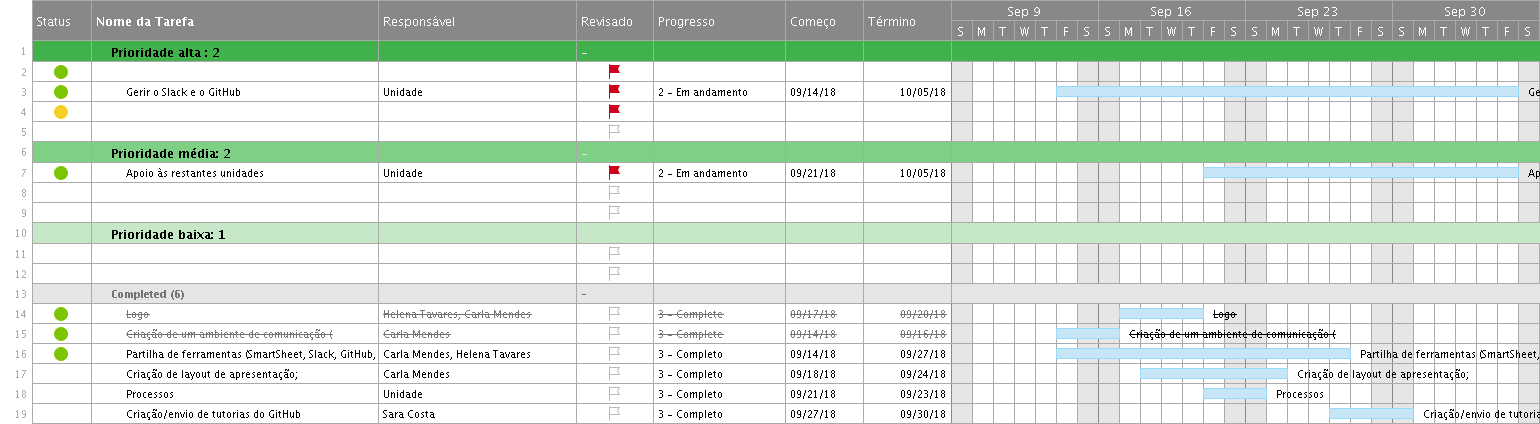 Status Nome da Tarefa Responsável Revisado Progresso Começo Término Sep 9 Sep 16 Sep 23 Sep 30
S M T W T F S S M T W T F S S M T W T F S S M T W T F S
1 Prioridade alta : 2 –
2
3 Gerir o Slack e o GitHub Unidade 2 – Em andamento 09/14/18 10/05/18 Ge
4
5
6 Prioridade média: 2 –
7 Apoio às restantes unidades Unidade 2 – Em andamento 09/21/18 10/05/18 Ap
8
9
10 Prioridade baixa: 1 –
11
12
13 Completed (6) –
14 Logo Helena Tavares, Carla Mendes 3 – Complete 09/17/18 09/20/18 Logo
15 Criação de um ambiente de comunicação ( Carla Mendes 3 – Complete 09/14/18 09/16/18 Criação de um ambiente de comunicação (
16 Partilha de ferramentas (SmartSheet, Slack, GitHub, Carla Mendes, Helena Tavares 3 – Completo 09/14/18 09/27/18 Partilha de ferramentas (SmartSheet,
17 Criação de layout de apresentação; Carla Mendes 3 – Completo 09/18/18 09/24/18 Criação de layout de apresentação;
18 Processos Unidade 3 – Completo 09/21/18 09/23/18 Processos
19 Criação/envio de tutorias do GitHub Sara Costa 3 – Completo 09/27/18 09/30/18 Criação/envio de tutoria